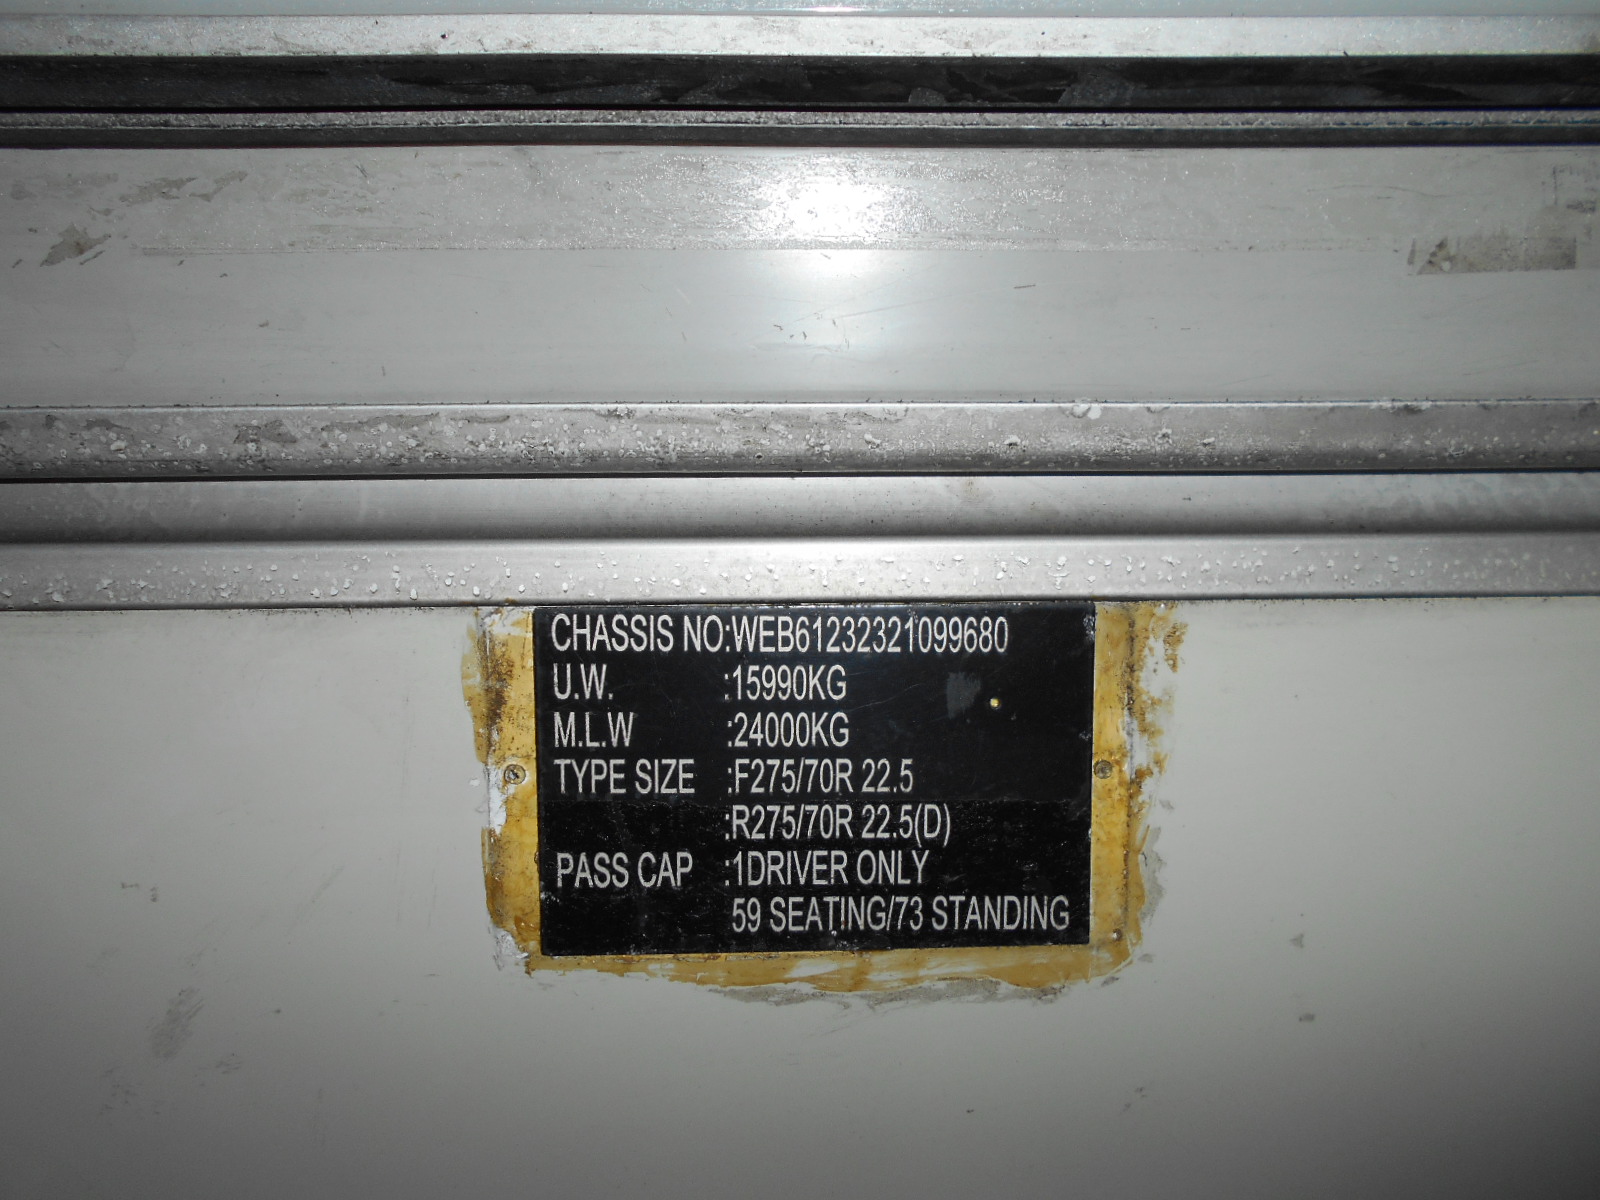 CHASSIS NO:WEB61232321099680
U.W. :15990KG
M.L.W :24000KG
TYPE SIZE :F275/70R 22.5
:R275/70R 22.5(D)
PASS CAP :1DRIVER ONLY
59 SEATING/73 STANDING